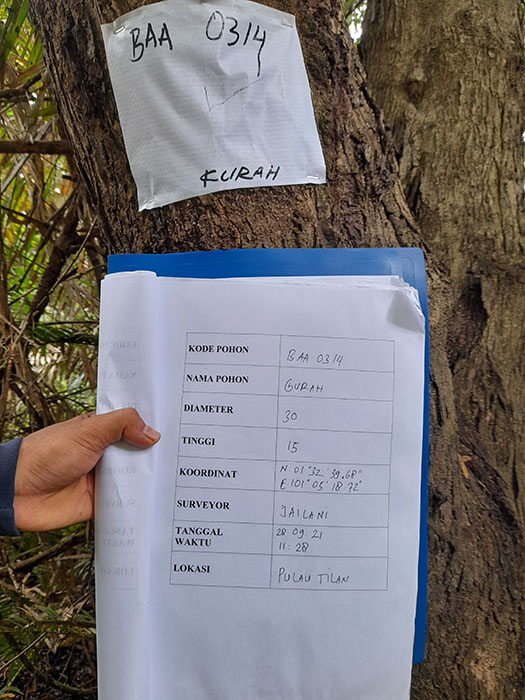 BAA 0314
KURAH
KODE POHON BAA 0314
NAMA POHON GURAH
DIAMETER 30
TINGGI 15
KOORDINAT N 01°32'39.68"
E 101°05'18.72"
SURVEYOR JAILANI
TANGGAL 28 09.21
WAKTU 11:28
LOKASI PULAU TILAN